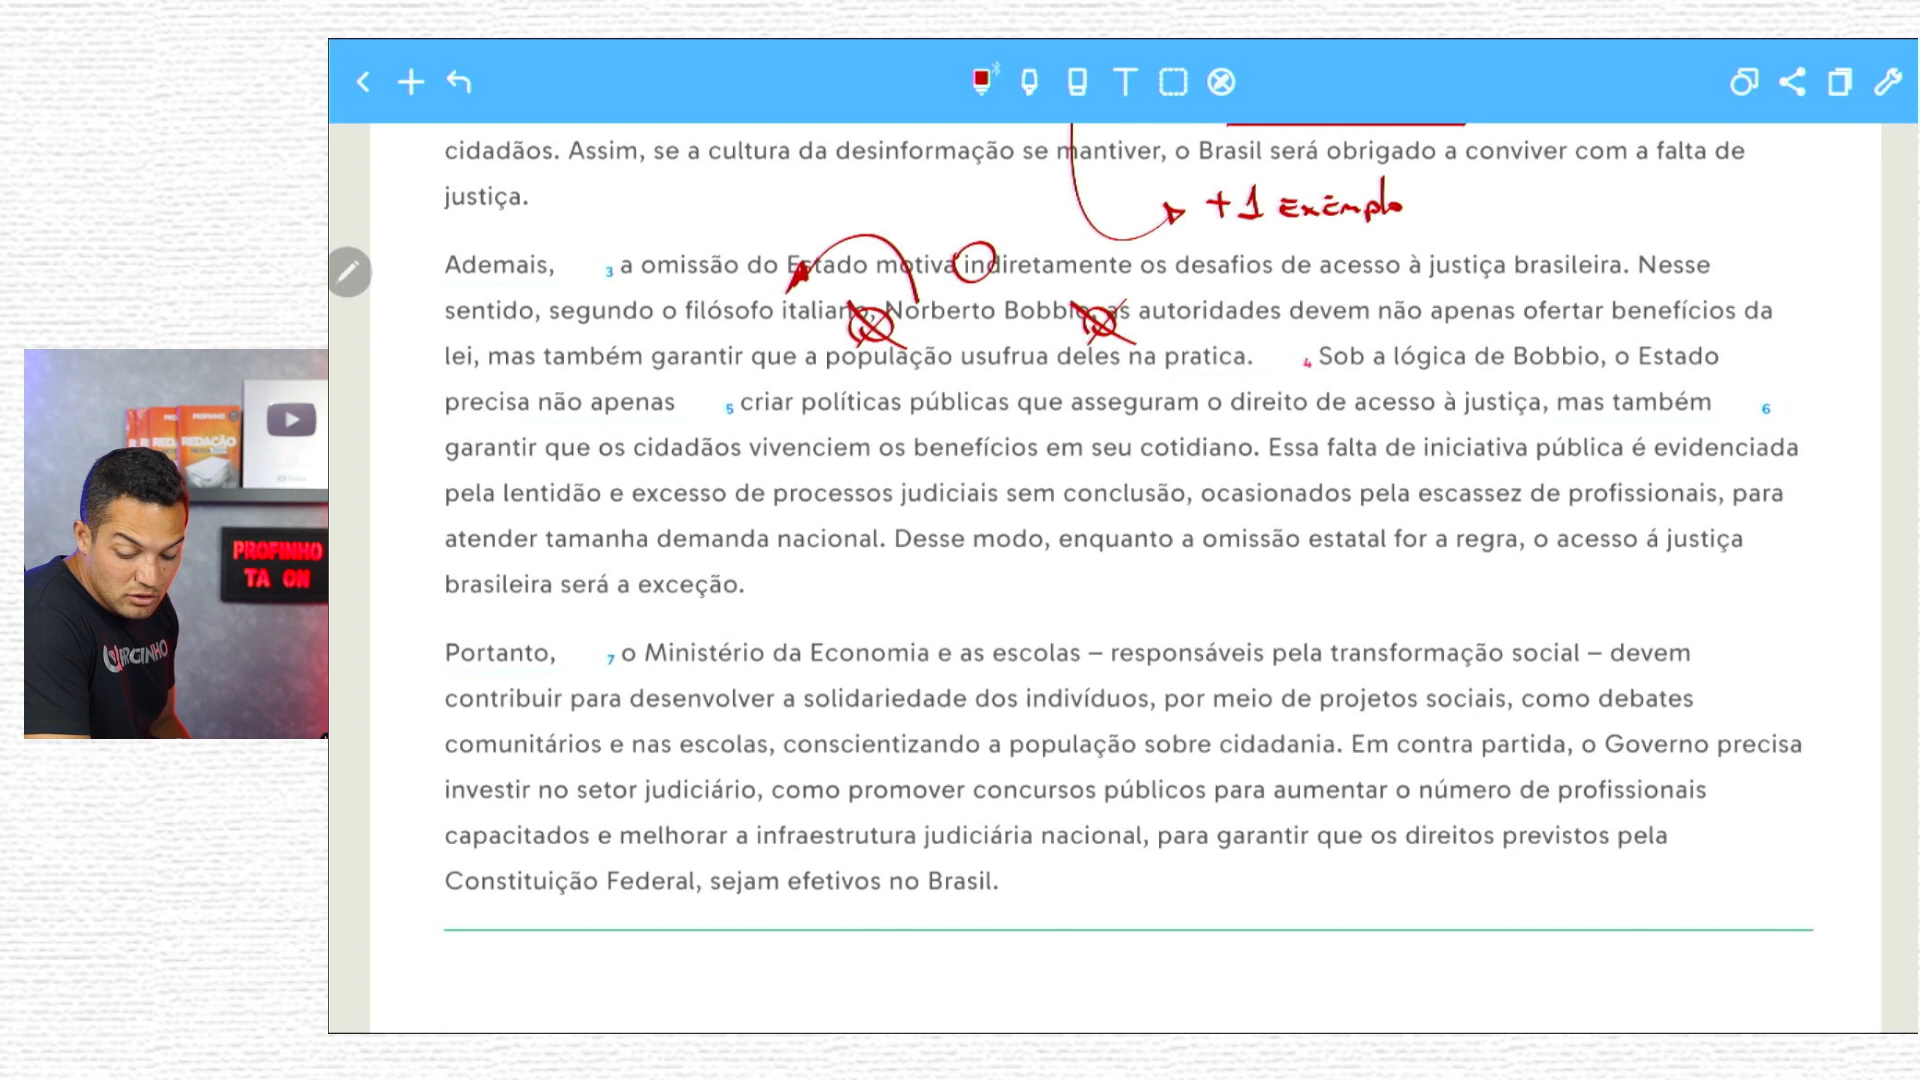 cidadãos. Assim, se a cultura da desinformação se mantiver, o Brasil será obrigado a conviver com a falta de
justiça.
+1 Exemplo
Ademais, 3 a omissão do Estado motiva indiretamente os desafios de acesso à justiça brasileira. Nesse
sentido, segundo o filósofo italiano, Norberto Bobbio, as autoridades devem não apenas ofertar benefícios da
lei, mas também garantir que a população usufrua deles na pratica. 4 Sob a lógica de Bobbio, o Estado
precisa não apenas 5 criar políticas públicas que asseguram o direito de acesso à justiça, mas também 6
garantir que os cidadãos vivenciem os benefícios em seu cotidiano. Essa falta de iniciativa pública é evidenciada
pela lentidão e excesso de processos judiciais sem conclusão, ocasionados pela escassez de profissionais, para
atender tamanha demanda nacional. Desse modo, enquanto a omissão estatal for a regra, o acesso á justiça
brasileira será a exceção.
Portanto, 7 o Ministério da Economia e as escolas – responsáveis pela transformação social – devem
contribuir para desenvolver a solidariedade dos indivíduos, por meio de projetos sociais, como debates
comunitários e nas escolas, conscientizando a população sobre cidadania. Em contra partida, o Governo precisa
investir no setor judiciário, como promover concursos públicos para aumentar o número de profissionais
capacitados e melhorar a infraestrutura judiciária nacional, para garantir que os direitos previstos pela
Constituição Federal, sejam efetivos no Brasil.
PROFINHO
REDAÇÃO
PROFINHO
TA ON